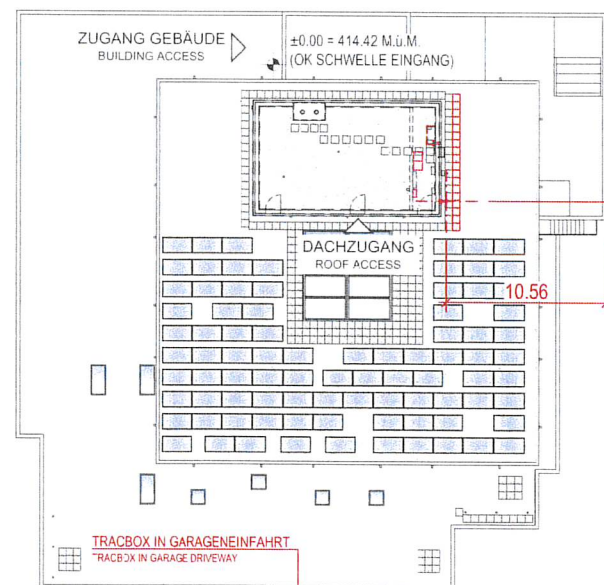 ZUGANG GEBÄUDE
BUILDING ACCESS
±0.00 = 414.42 M.ü.M.
(OK SCHWELLE EINGANG)
DACHZUGANG
ROOF ACCESS
10.56
TRACBOX IN GARAGENEINFAHRT
TRACBOX IN GARAGE DRIVEWAY